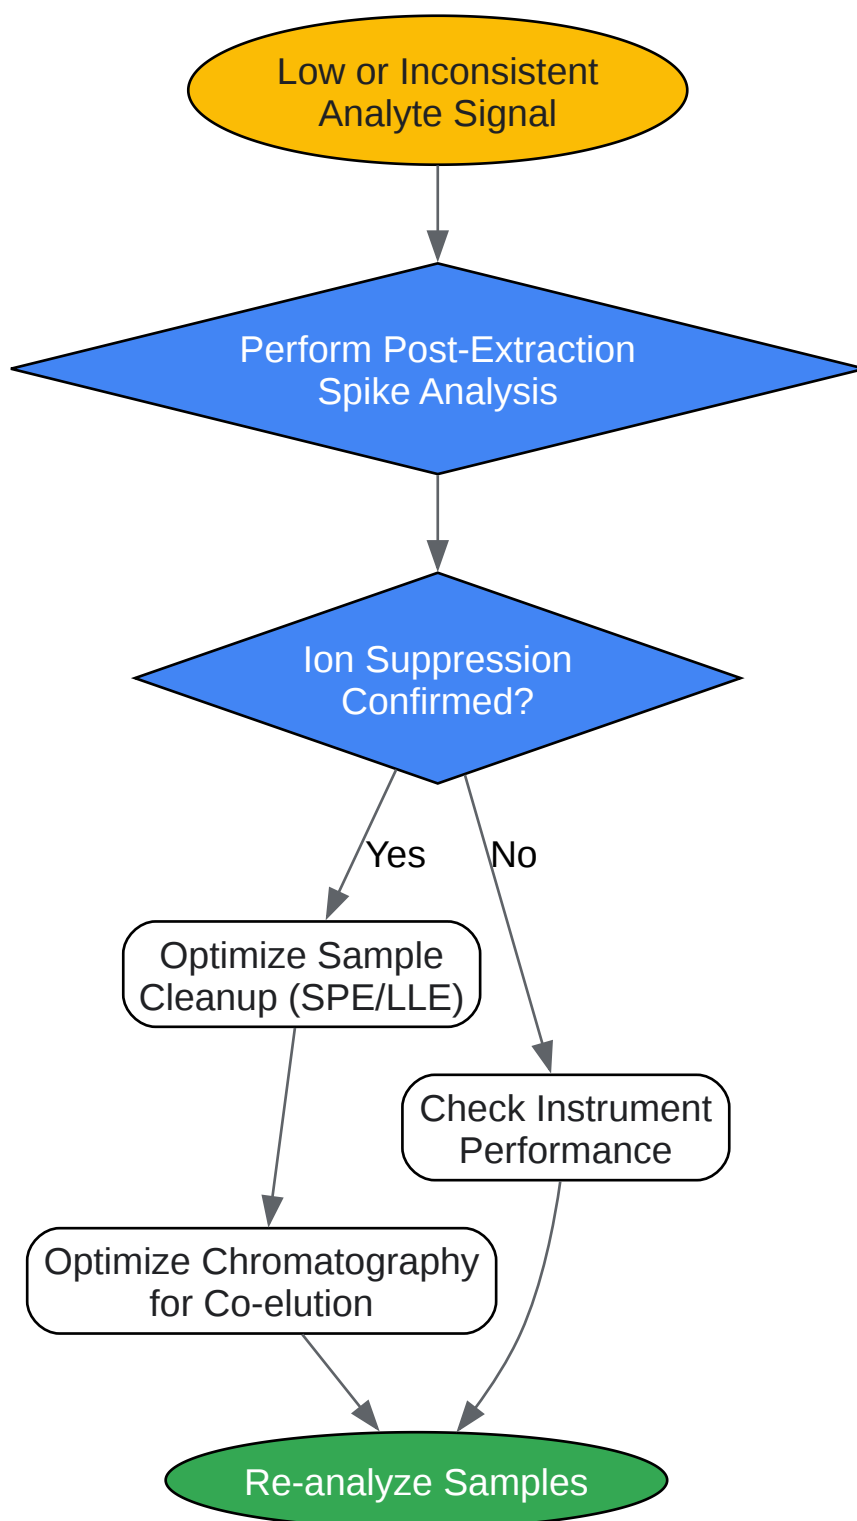 Low or Inconsistent
Analyte Signal
Perform Post-Extraction
Spike Analysis
Ion Suppression
Confirmed?
Yes
No
Optimize Sample
Cleanup (SPE/LLE)
Check Instrument
Performance
Optimize Chromatography
for Co-elution
Re-analyze Samples